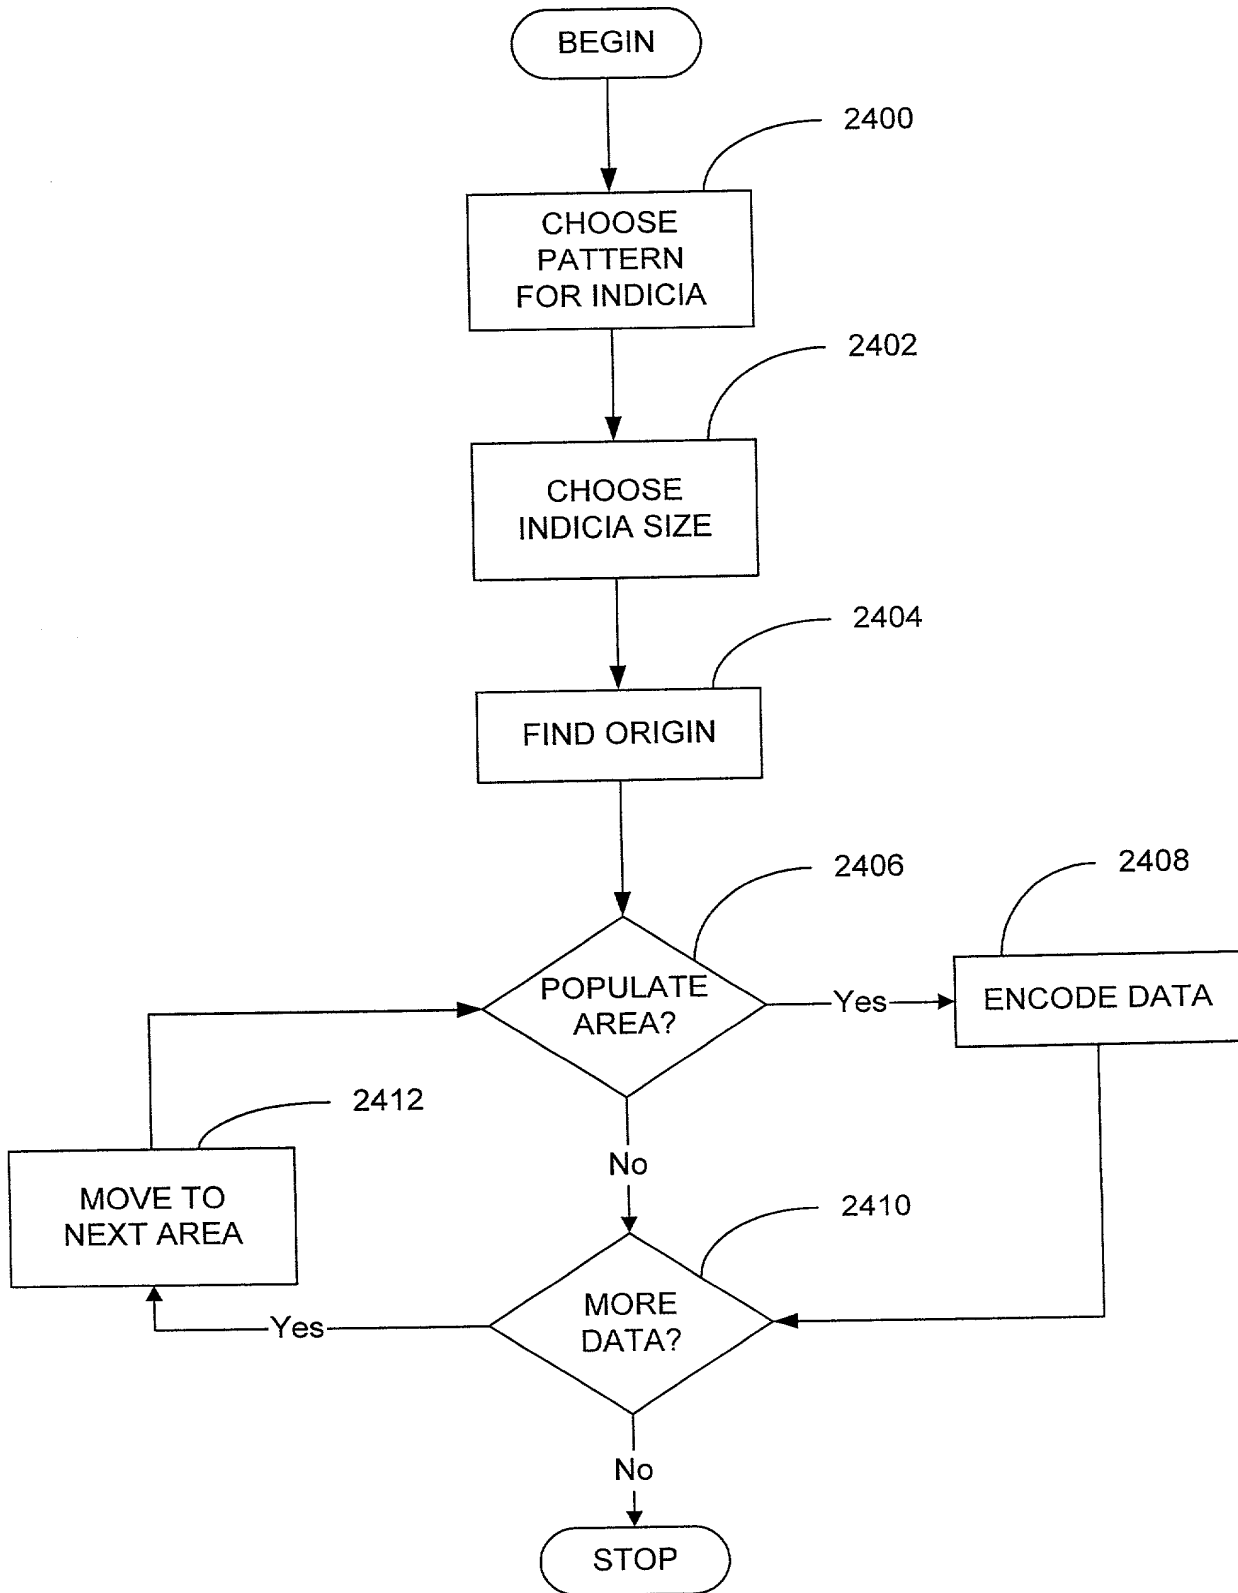 BEGIN
2400
CHOOSE
PATTERN
FOR INDICIA
2402
CHOOSE
INDICIA SIZE
2404
FIND ORIGIN
2406
2408
POPULATE
AREA?
Yes
ENCODE DATA
2412
No
MOVE TO
NEXT AREA
2410
MORE
DATA?
Yes
No
STOP